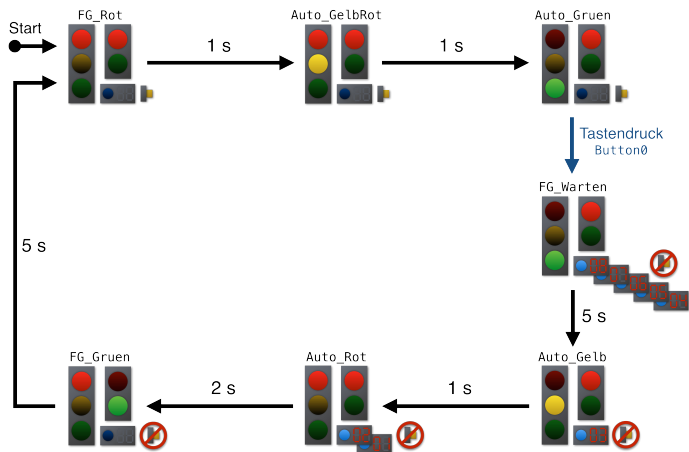 FG_Rot
Auto_GelbRot
Auto_Gruen
Start
1 s
1 s
Tastendruck
Button0
FG_Warten
5 s
5 s
FG_Gruen
Auto_Rot
Auto_Gelb
2 s
1 s